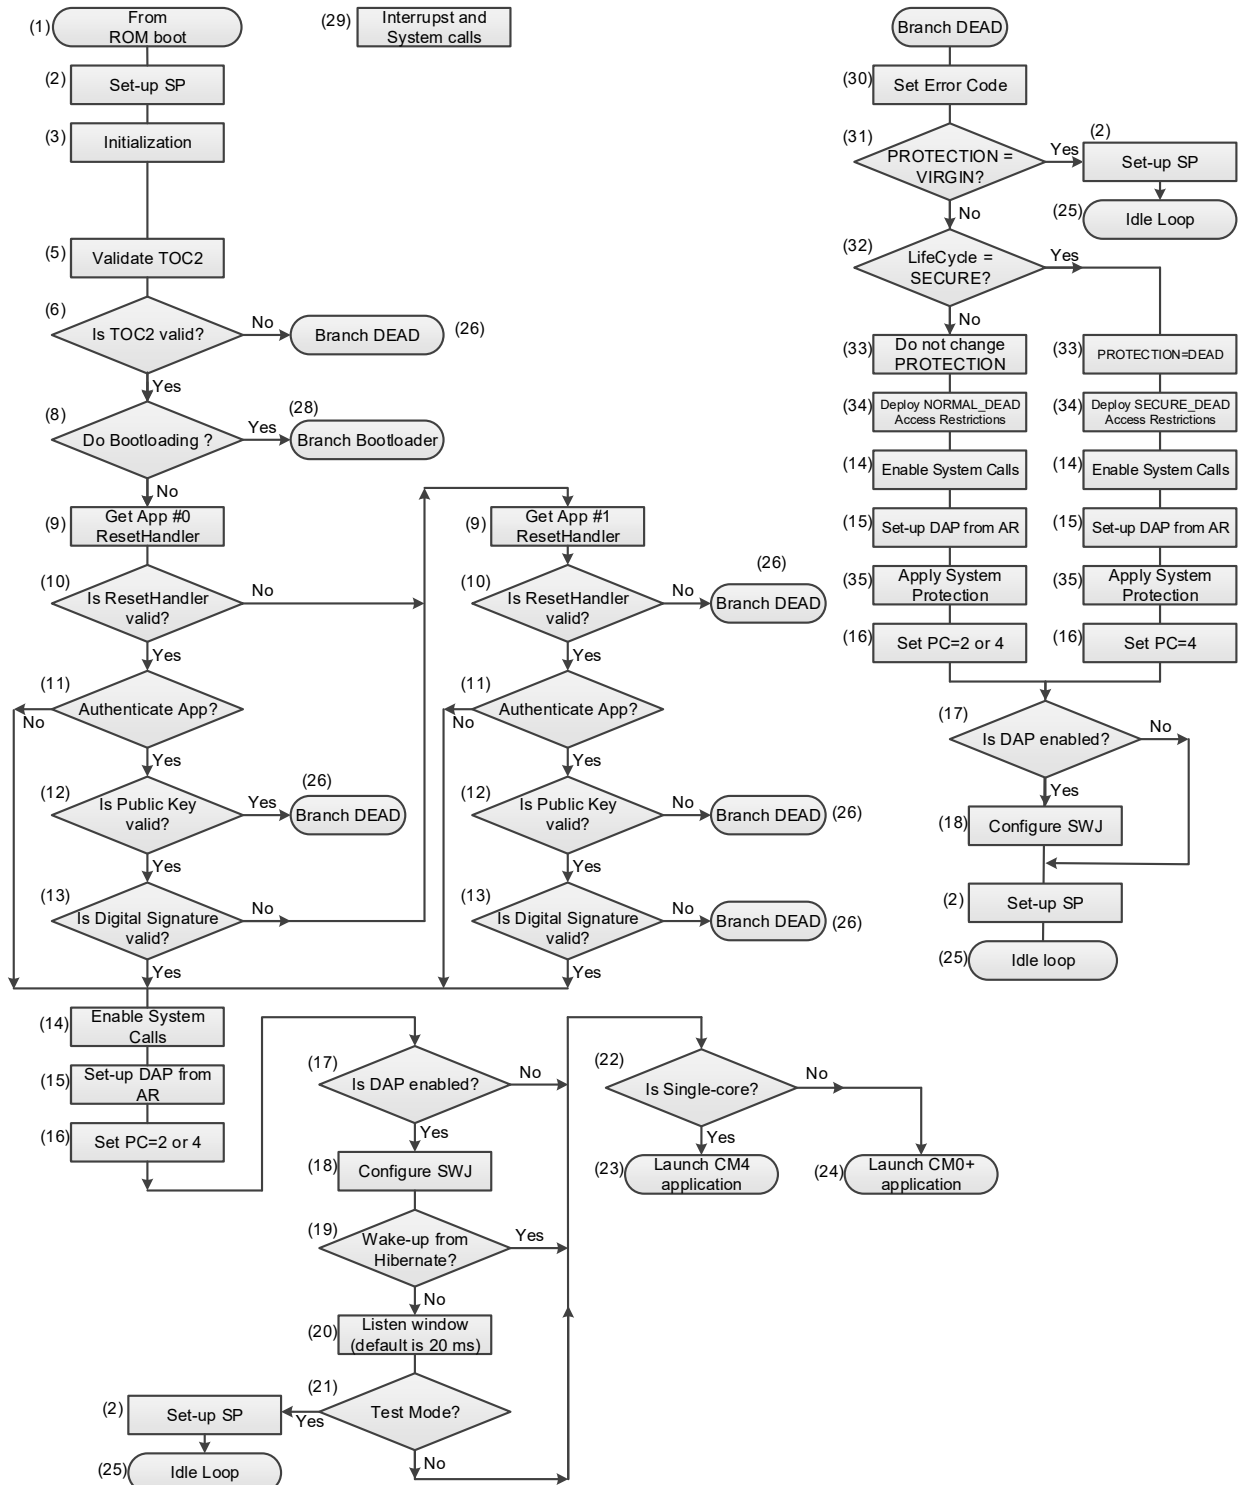 (1)
From
ROM boot
(2)
Set-up SP
(3)
Initialization
(5)
Validate TOC2
(6)
Is TOC2 valid?
No
Branch DEAD
(26)
Yes
(8)
Do Bootloading ?
Yes
(28)
Branch Bootloader
No
(9)
Get App #0
ResetHandler
(10)
Is ResetHandler
valid?
No
Yes
(11)
Authenticate App?
No
Yes
(12)
Is Public Key
valid?
Yes
(26)
Branch DEAD
Yes
(13)
Is Digital Signature
valid?
No
Yes
(29)
Interrupst and
System calls
(9)
Get App #1
ResetHandler
(10)
Is ResetHandler
valid?
No
(26)
Branch DEAD
Yes
(11)
Authenticate App?
No
Yes
(12)
Is Public Key
valid?
No
Branch DEAD
(26)
Yes
(13)
Is Digital Signature
valid?
No
Branch DEAD
(26)
Yes
(14)
Enable System
Calls
(15)
Set-up DAP from
AR
(16)
Set PC=2 or 4
(17)
Is DAP enabled?
No
Yes
(18)
Configure SWJ
(19)
Wake-up from
Hibernate?
Yes
No
(20)
Listen window
(default is 20 ms)
(21)
Test Mode?
Yes
No
(2)
Set-up SP
(25)
Idle Loop
(22)
Is Single-core?
No
Yes
(23)
Launch CM4
application
(24)
Launch CM0+
application
Branch DEAD
(30)
Set Error Code
(31)
PROTECTION =
VIRGIN?
Yes
(2)
Set-up SP
(25)
Idle Loop
No
(32)
LifeCycle =
SECURE?
Yes
No
(33)
Do not change
PROTECTION
(33)
PROTECTION=DEAD
(34)
Deploy NORMAL_DEAD
Access Restrictions
(34)
Deploy SECURE_DEAD
Access Restrictions
(14)
Enable System Calls
(14)
Enable System Calls
(15)
Set-up DAP from AR
(15)
Set-up DAP from AR
(35)
Apply System
Protection
(35)
Apply System
Protection
(16)
Set PC=2 or 4
(16)
Set PC=4
(17)
Is DAP enabled?
No
Yes
(18)
Configure SWJ
(2)
Set-up SP
(25)
Idle loop